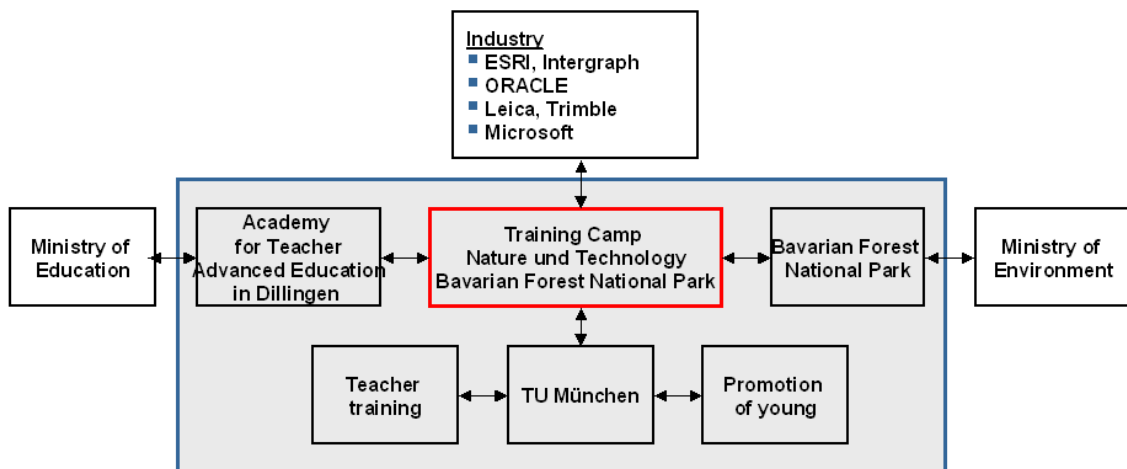 Industry
ESRI, Intergraph
ORACLE
Leica, Trimble
Microsoft
Ministry of
Education
Academy
for Teacher
Advanced Education
in Dillingen
Training Camp
Nature und Technology
Bavarian Forest National Park
Bavarian Forest
National Park
Ministry of
Environment
Teacher
training
TU München
Promotion
of young